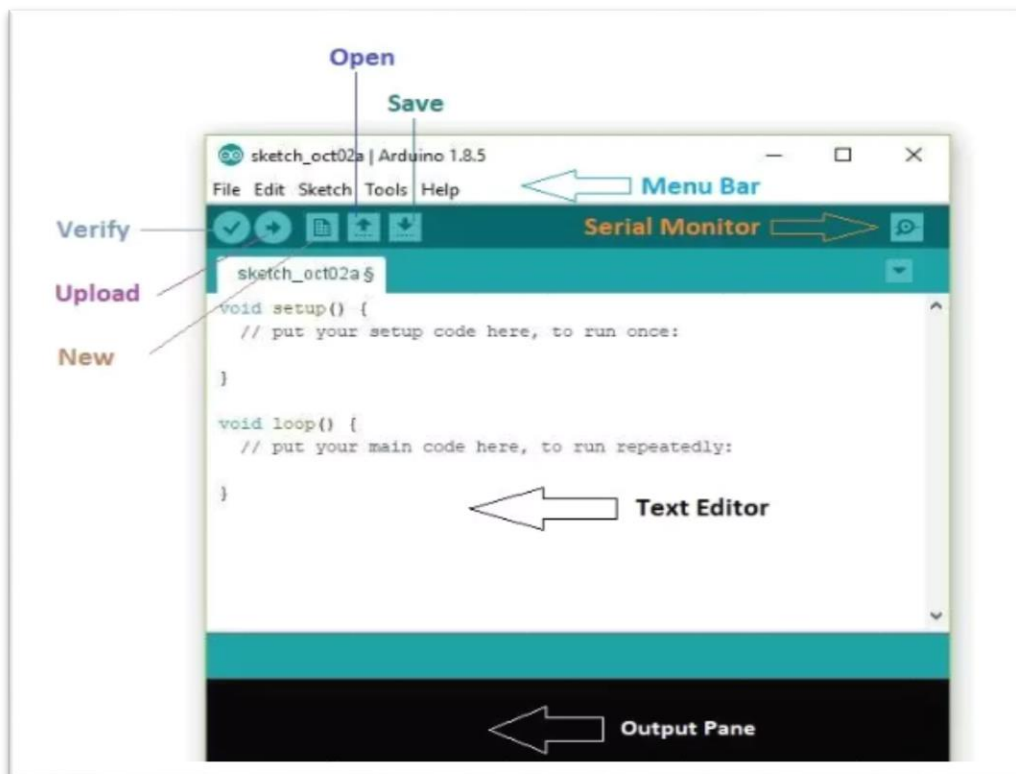 Open
Save
sketch_oct02a | Arduino 1.8.5
File Edit Sketch Tools Help
Menu Bar
Verify
Serial Monitor
sketch_oct02a §
Upload
void setup() {
// put your setup code here, to run once:
New
}
void loop() {
// put your main code here, to run repeatedly:
}
Text Editor
Output Pane